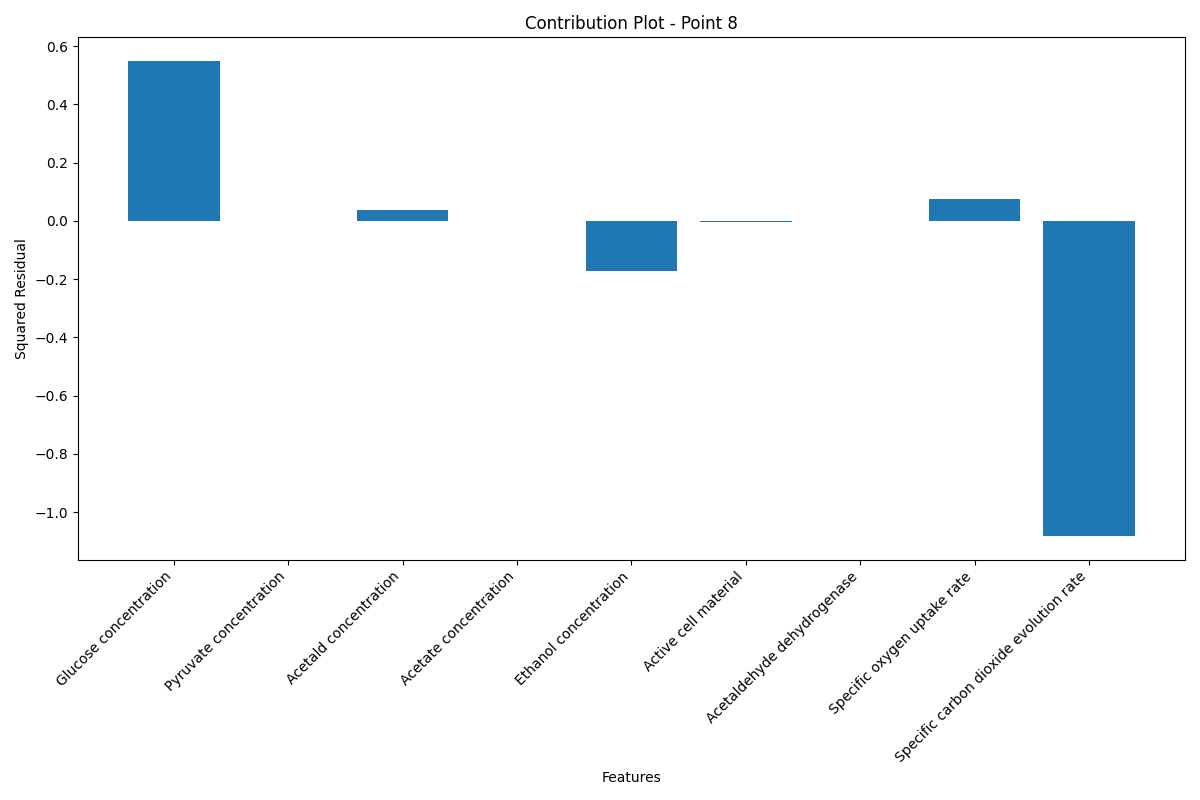 Contribution Plot - Point 8
0.6
0.4
0.2
0.0
−0.2
−0.4
−0.6
−0.8
−1.0
Squared Residual
Glucose concentration
Pyruvate concentration
Acetald concentration
Acetate concentration
Ethanol concentration
Active cell material
Acetaldehyde dehydrogenase
Specific oxygen uptake rate
Specific carbon dioxide evolution rate
Features